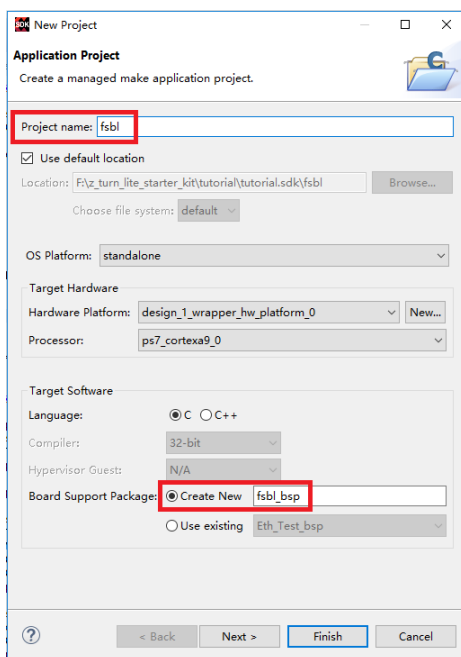 SDK New Project
Application Project
Create a managed make application project.
C
Project name: fsbl
Use default location
Location: F:\z_turn_lite_starter_kit\tutorial\tutorial.sdk\fsbl Browse...
Choose file system: default
OS Platform: standalone
Target Hardware
Hardware Platform: design_1_wrapper_hw_platform_0 New...
Processor: ps7_cortexa9_0
Target Software
Language: C C++
Compiler: 32-bit
Hypervisor Guest: N/A
Board Support Package: Create New fsbl_bsp
Use existing Eth_Test_bsp
? < Back Next > Finish Cancel